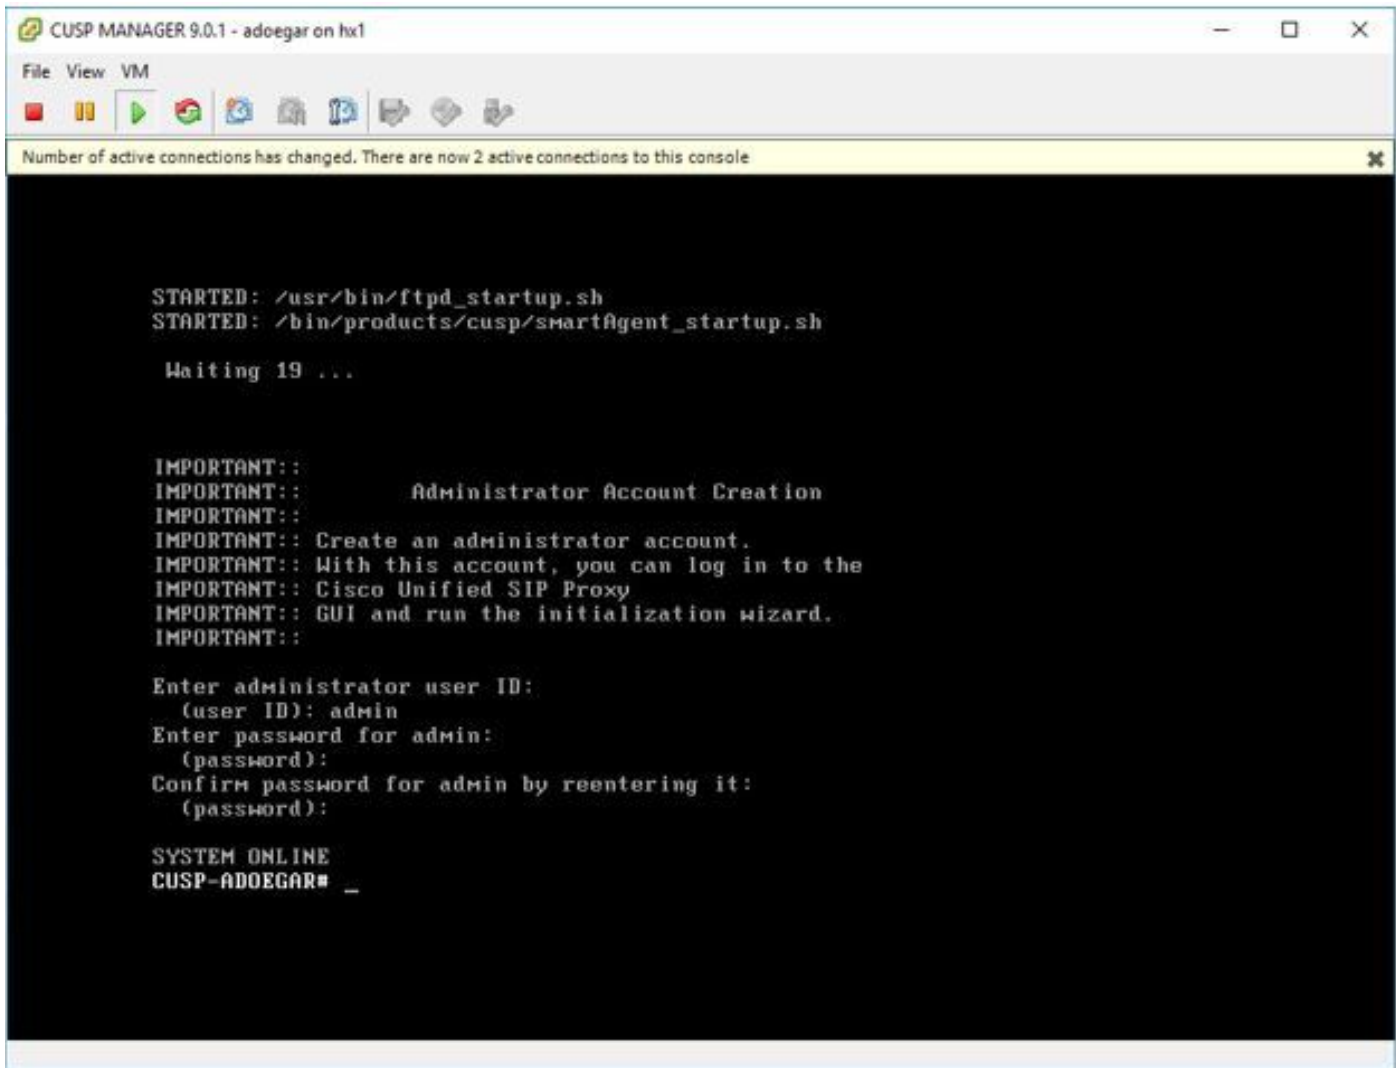 CUSP MANAGER 9.0.1 - adoegar on hx1
File View VM
Number of active connections has changed. There are now 2 active connections to this console
STARTED: /usr/bin/ftpd_startup.sh
STARTED: /bin/products/cusp/smartAgent_startup.sh
Waiting 19 ...
IMPORTANT::
IMPORTANT:: Administrator Account Creation
IMPORTANT::
IMPORTANT:: Create an administrator account.
IMPORTANT:: With this account, you can log in to the
IMPORTANT:: Cisco Unified SIP Proxy
IMPORTANT:: GUI and run the initialization wizard.
IMPORTANT::
Enter administrator user ID:
(user ID): admin
Enter password for admin:
(password):
Confirm password for admin by reentering it:
(password):
SYSTEM ONLINE
CUSP-ADOEGAR# _